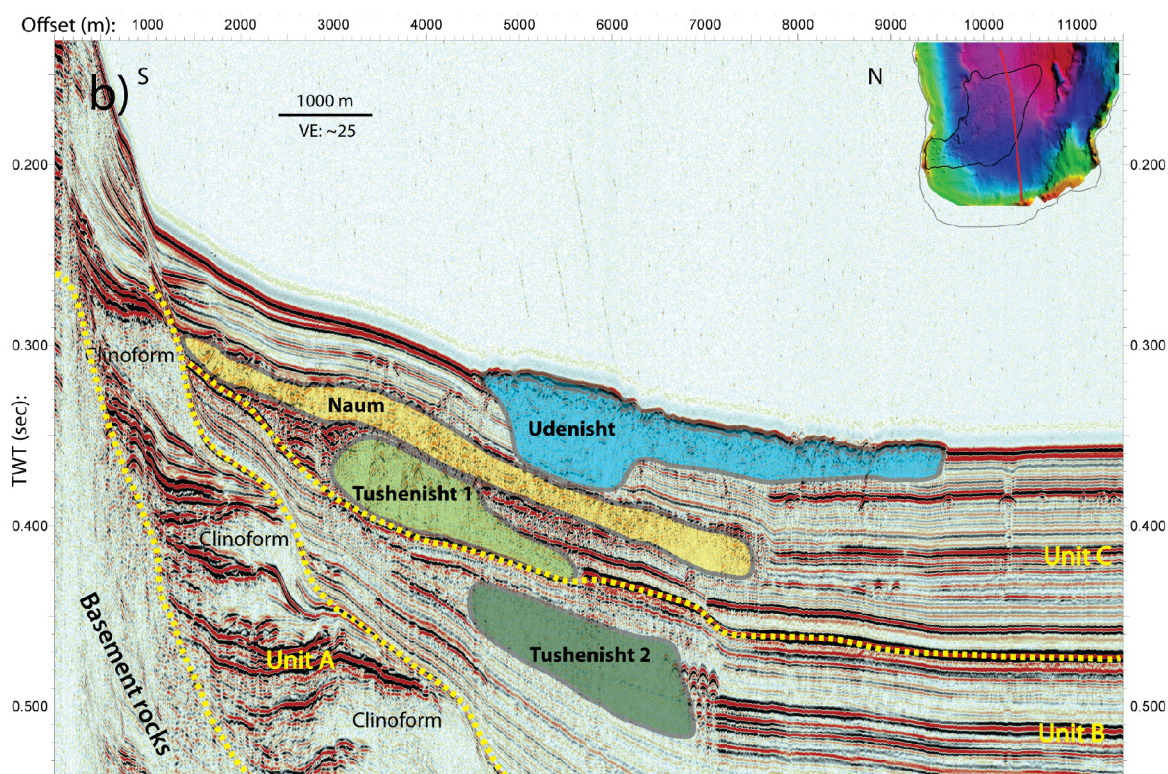 Offset (m): 1000 2000 3000 4000 5000 6000 7000 8000 9000 10000 11000
b) S
N
1000 m
VE: ~25
0.200
0.200
0.300
0.300
0.400
0.400
0.500
0.500
TWT (sec):
Clinoform
Naum
Udenisht
Tushenisht 1
Clinoform
Unit C
Tushenisht 2
Unit A
Basement rocks
Clinoform
Unit B